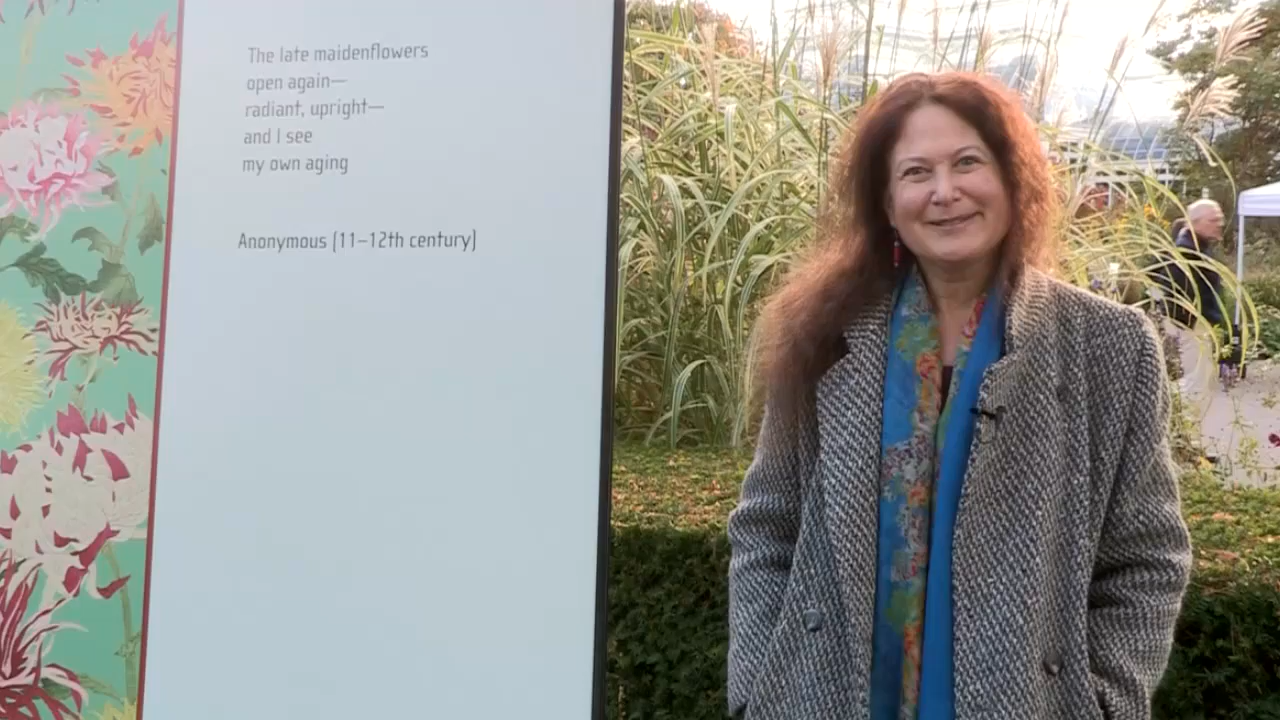 The late maidenflowers
open again—
radiant, upright—
and I see
my own aging
Anonymous (11–12th century)